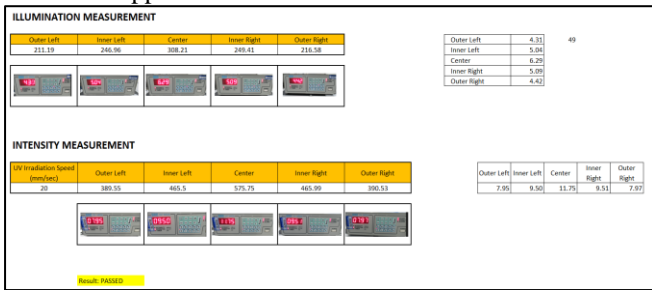 ILLUMINATION MEASUREMENT
Outer Left Inner Left Center Inner Right Outer Right
211.19 246.96 308.21 249.41 216.58
Outer Left 4.31 49
Inner Left 5.04
Center 6.29
Inner Right 5.09
Outer Right 4.42
INTENSITY MEASUREMENT
UV Irradiation Speed
(mm/sec)
Outer Left Inner Left Center Inner Right Outer Right
20 389.55 465.5 575.75 465.99 390.53
Outer Left Inner Left Center Inner Right Outer Right
7.95 9.50 11.75 9.51 7.97
Result: PASSED